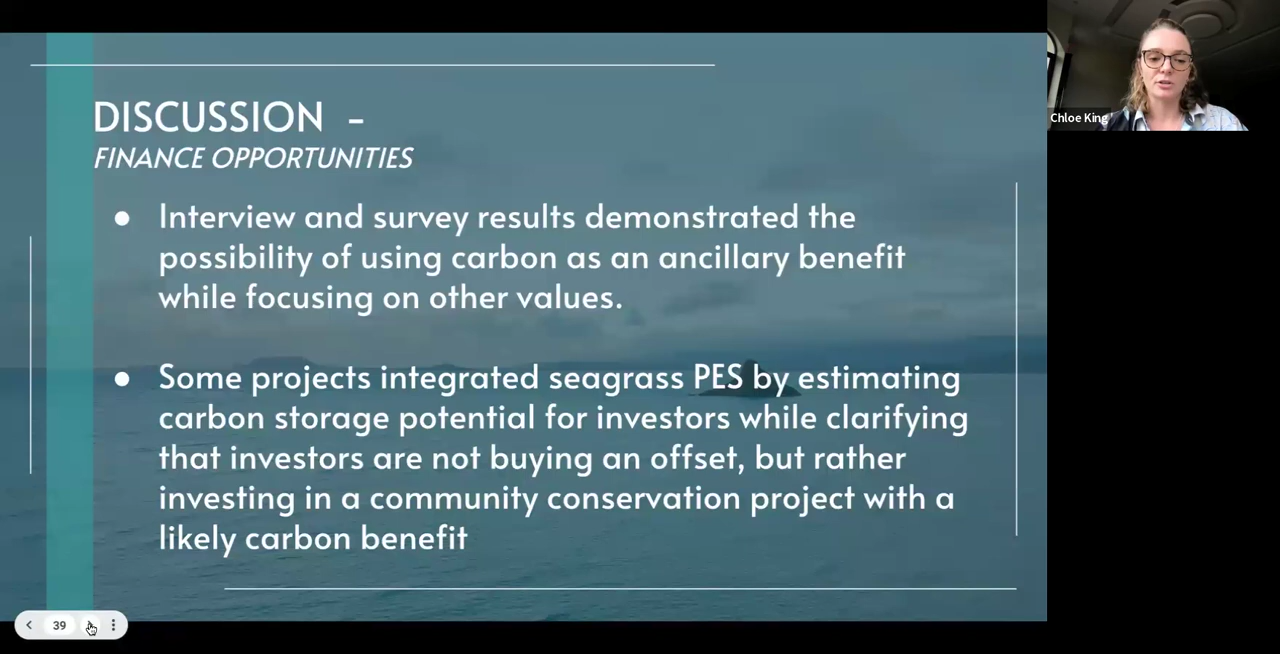 DISCUSSION -
FINANCE OPPORTUNITIES
● Interview and survey results demonstrated the
possibility of using carbon as an ancillary benefit
while focusing on other values.
● Some projects integrated seagrass PES by estimating
carbon storage potential for investors while clarifying
that investors are not buying an offset, but rather
investing in a community conservation project with a
likely carbon benefit
39
Chloe King